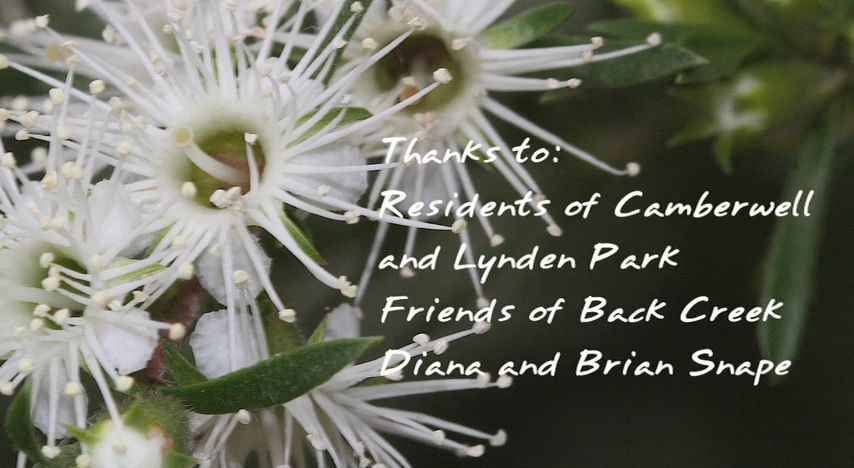 Thanks to:
Residents of Camberwell
and Lynden Park
Friends of Back Creek
Diana and Brian Snape